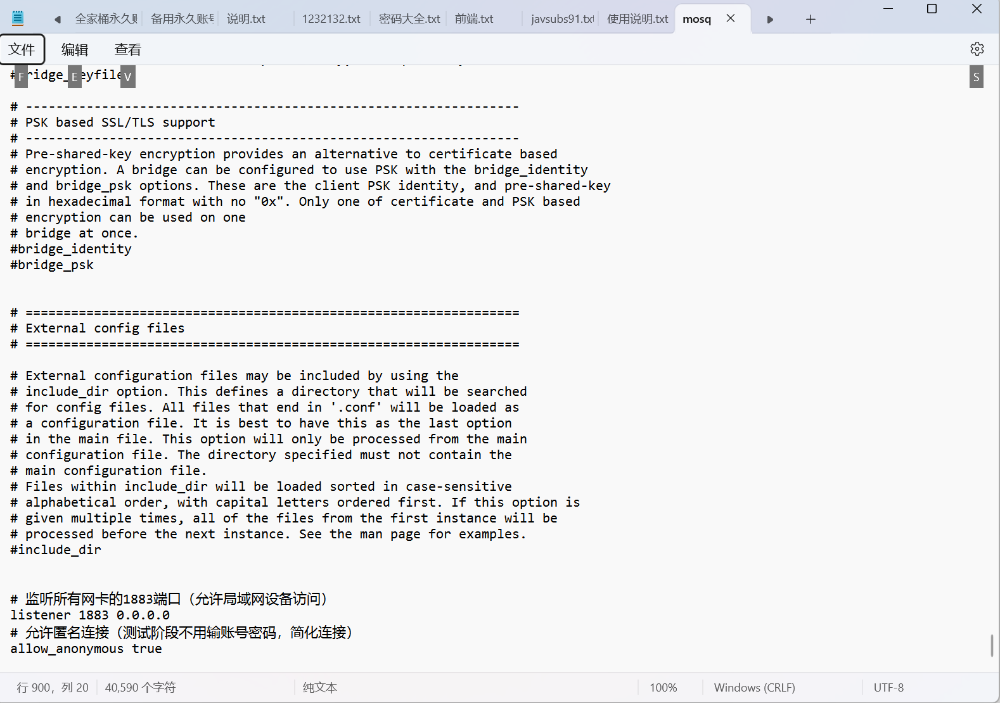 全家桶永久则 备用永久账号 说明.txt 1232132.txt 密码大全.txt 前端.txt javsubs91.txt 使用说明.txt mosq
文件 编辑 查看
F E V S
# -----------------------------------------------------------------
# PSK based SSL/TLS support
# -----------------------------------------------------------------
# Pre-shared-key encryption provides an alternative to certificate based
# encryption. A bridge can be configured to use PSK with the bridge_identity
# and bridge_psk options. These are the client PSK identity, and pre-shared-key
# in hexadecimal format with no "0x". Only one of certificate and PSK based
# encryption can be used on one
# bridge at once.
#bridge_identity
#bridge_psk
# =================================================================
# External config files
# =================================================================
# External configuration files may be included by using the
# include_dir option. This defines a directory that will be searched
# for config files. All files that end in '.conf' will be loaded as
# a configuration file. It is best to have this as the last option
# in the main file. This option will only be processed from the main
# configuration file. The directory specified must not contain the
# main configuration file.
# Files within include_dir will be loaded sorted in case-sensitive
# alphabetical order, with capital letters ordered first. If this option is
# given multiple times, all of the files from the first instance will be
# processed before the next instance. See the man page for examples.
#include_dir
# 监听所有网卡的1883端口（允许局域网设备访问）
listener 1883 0.0.0.0
# 允许匿名连接（测试阶段不用输账号密码，简化连接）
allow_anonymous true
行 900，列 20 40,590 个字符 纯文本 100% Windows (CRLF) UTF-8